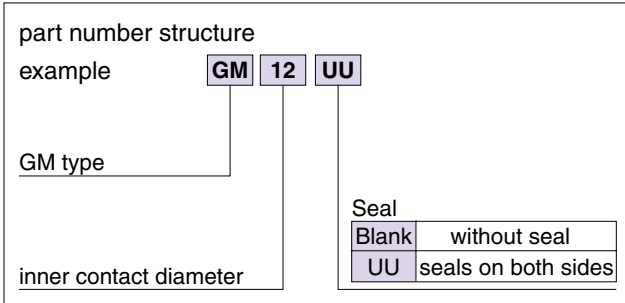 part number structure
example GM 12 UU
GM type
Seal
Blank without seal
UU seals on both sides
inner contact diameter